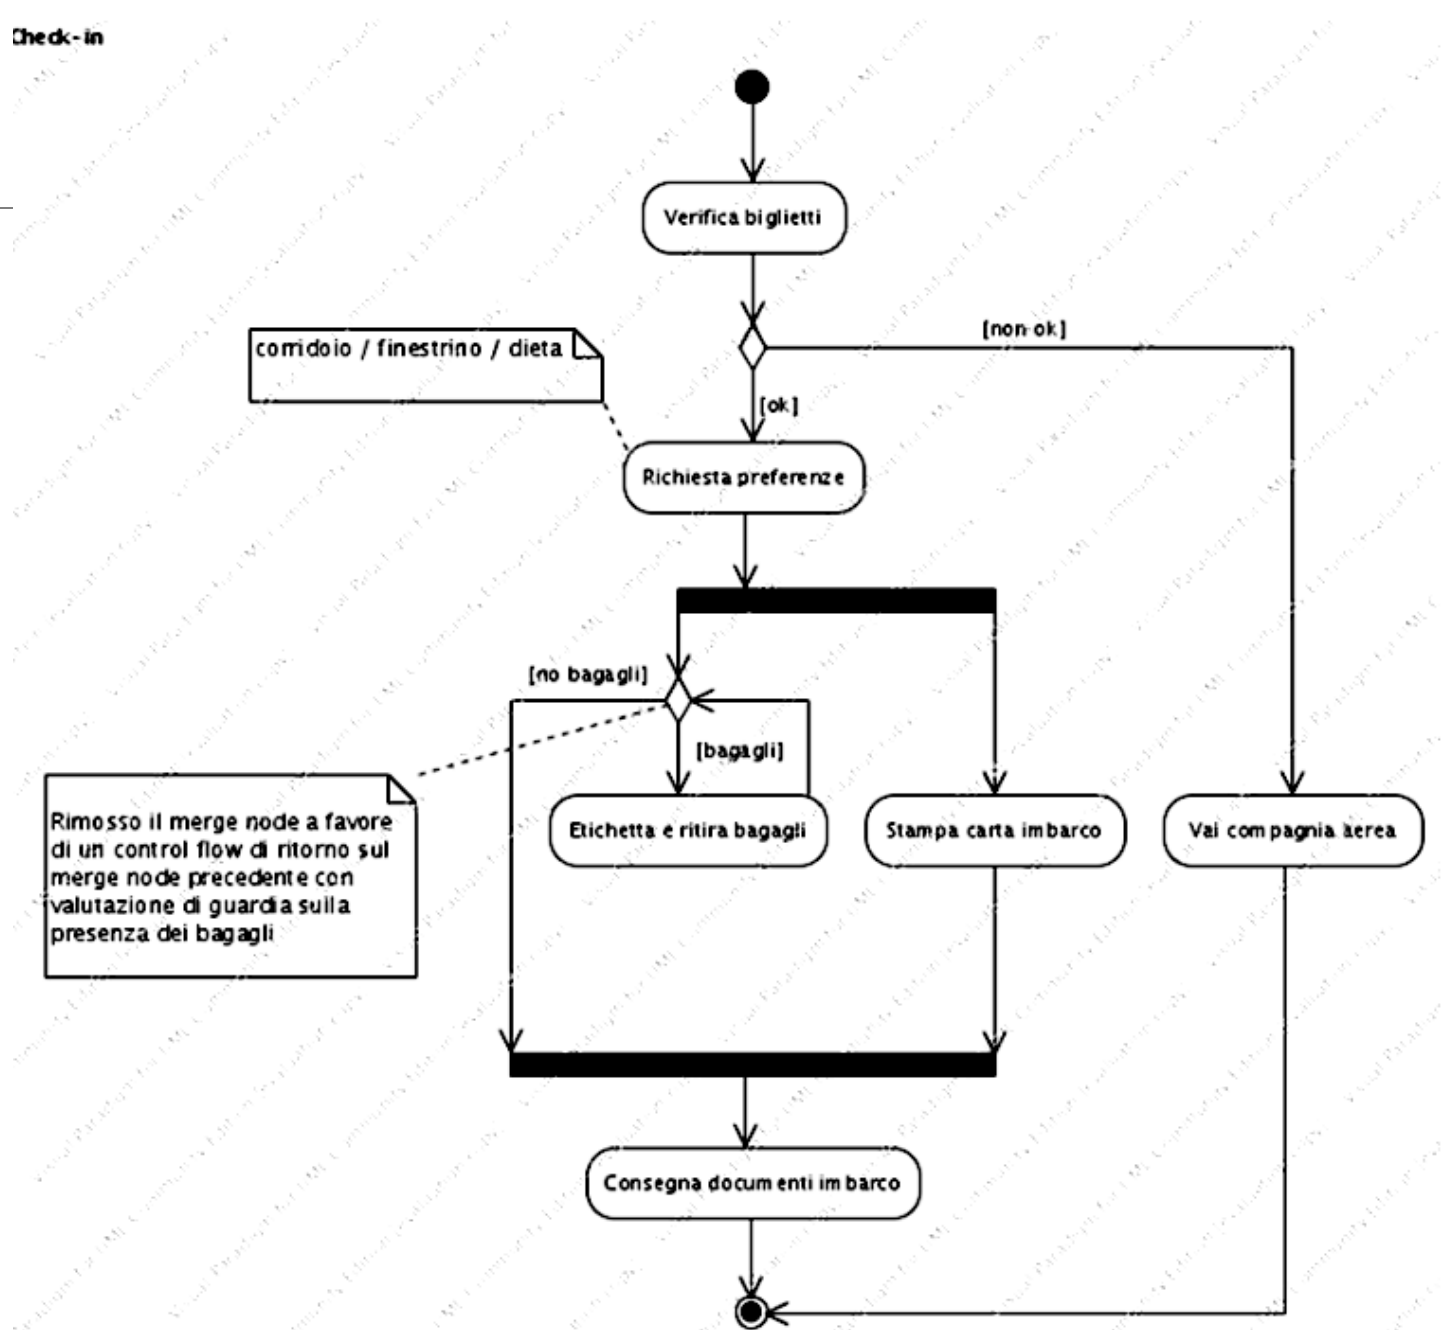 Check-in
Verifica biglietti
[non ok]
corridoio / finestrino / dieta
[ok]
Richiesta preferenze
[no bagagli]
[bagagli]
Rimosso il merge node a favore
di un control flow di ritorno sul
merge node precedente con
valutazione di guardia sulla
presenza dei bagagli
Etichetta e ritira bagagli
Stampa carta imbarco
Vai compagnia aerea
Consegna documenti imbarco